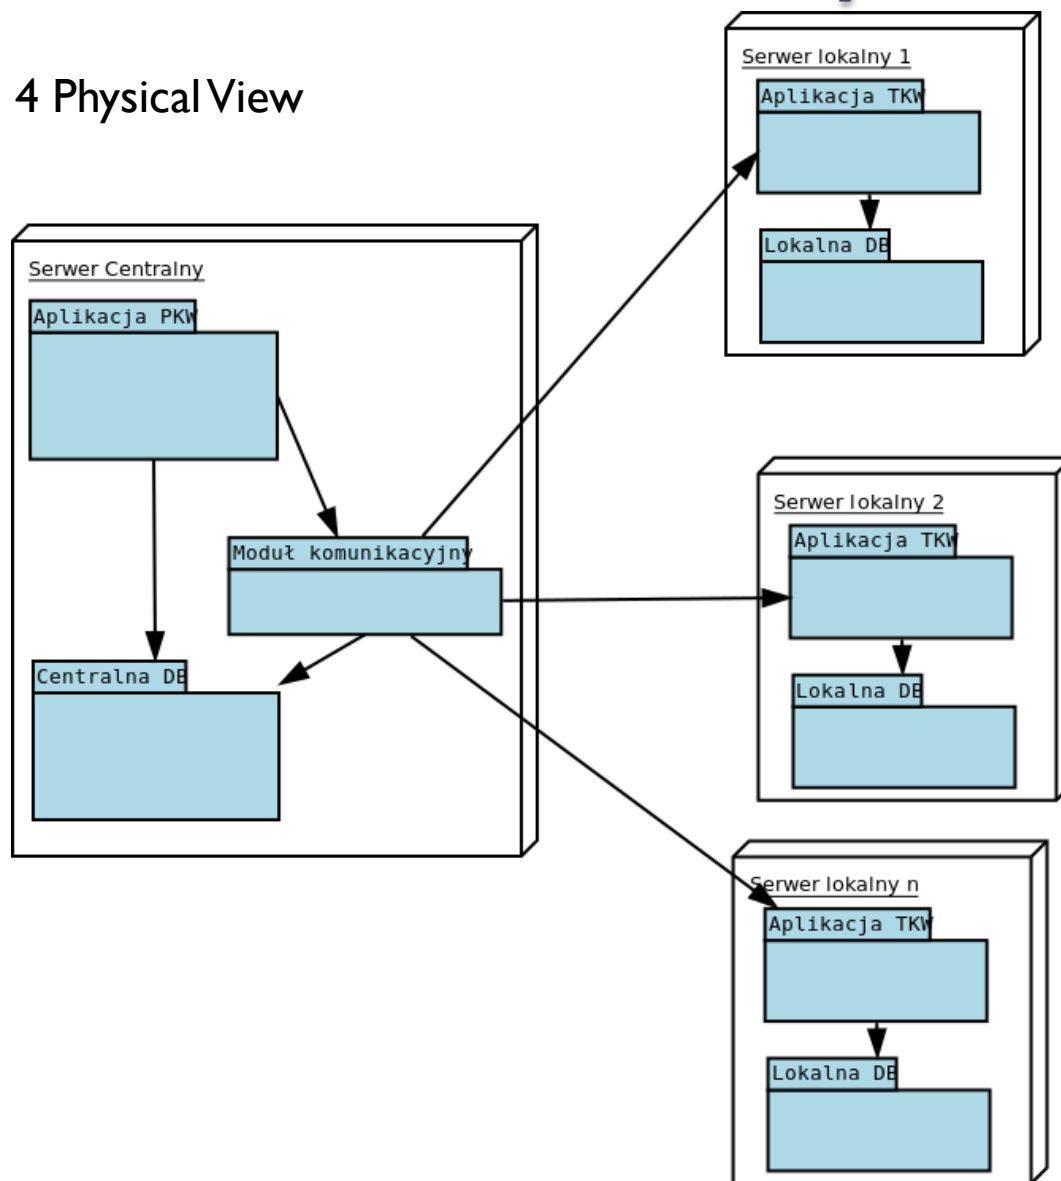 4 Physical View
Serwer lokalny 1
Aplikacja TKW
Lokalna DB
Serwer Centralny
Aplikacja PKW
Moduł komunikacyjny
Centralna DB
Serwer lokalny 2
Aplikacja TKW
Lokalna DB
Serwer lokalny n
Aplikacja TKW
Lokalna DB